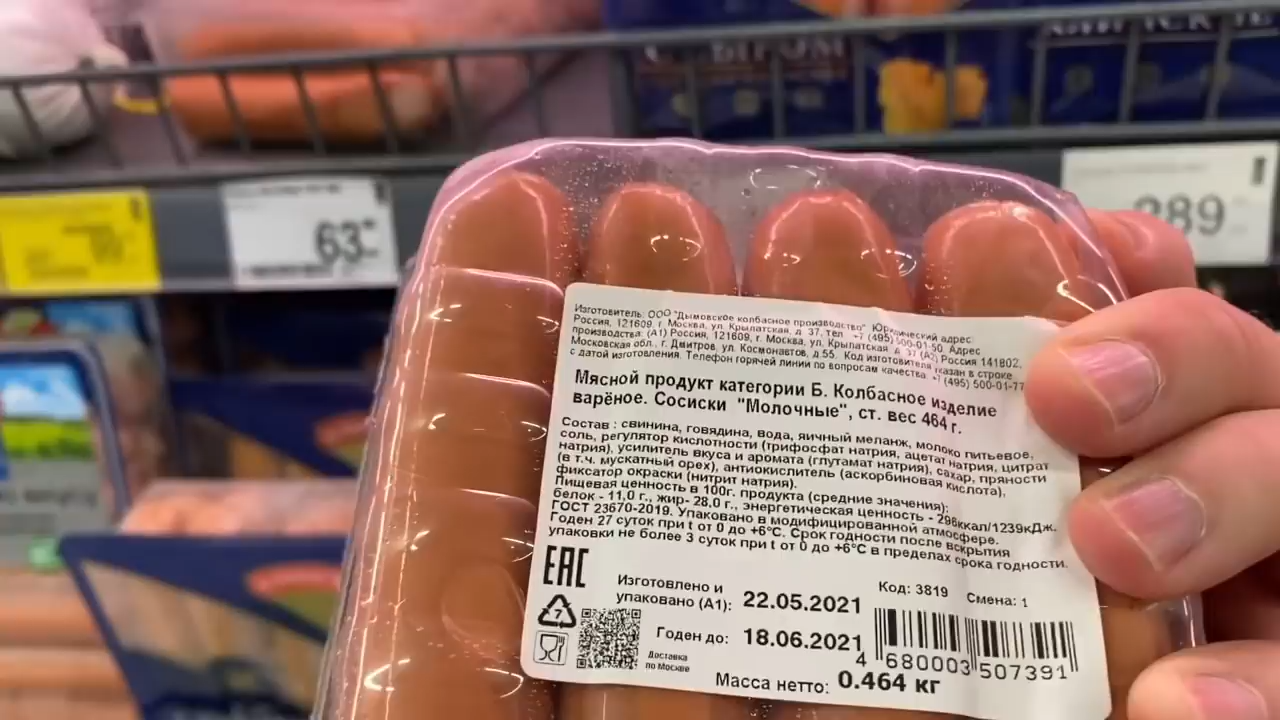 63
289
Изготовитель: ООО "Дымовское колбасное производство" Юридический адрес:
Россия, 121609, г. Москва, ул. Крылатская, д. 37, тел. +7 (495) 500-01-50. Адрес
производства: (А1) Россия, 121609, г. Москва, ул. Крылатская, д. 37 (А2) Россия 141802,
Московская обл., г. Дмитров, ул. Космонавтов, д.55. Код изготовителя указан в строке
с датой изготовления. Телефон горячей линии по вопросам качества: +7 (495) 500-01-77
Мясной продукт категории Б. Колбасное изделие
варёное. Сосиски "Молочные", ст. вес 464 г.
Состав : свинина, говядина, вода, яичный меланж, молоко питьевое,
соль, регулятор кислотности (трифосфат натрия, ацетат натрия, цитрат
натрия), усилитель вкуса и аромата (глутамат натрия), сахар, пряности
(в т.ч. мускатный орех), антиокислитель (аскорбиновая кислота),
фиксатор окраски (нитрит натрия).
Пищевая ценность в 100г. продукта (средние значения):
белок - 11,0 г., жир- 28,0 г., энергетическая ценность - 296ккал/1239кДж.
ГОСТ 23670-2019. Упаковано в модифицированной атмосфере.
Годен 27 суток при t от 0 до +6°С. Срок годности после вскрытия
упаковки не более 3 суток при t от 0 до +6°С в пределах срока годности.
ЕАС
Изготовлено и
упаковано (А1): 22.05.2021
Код: 3819 Смена: 1
7
Годен до: 18.06.2021
Доставка
по Москве
4 680003 507391
Масса нетто: 0.464 кг